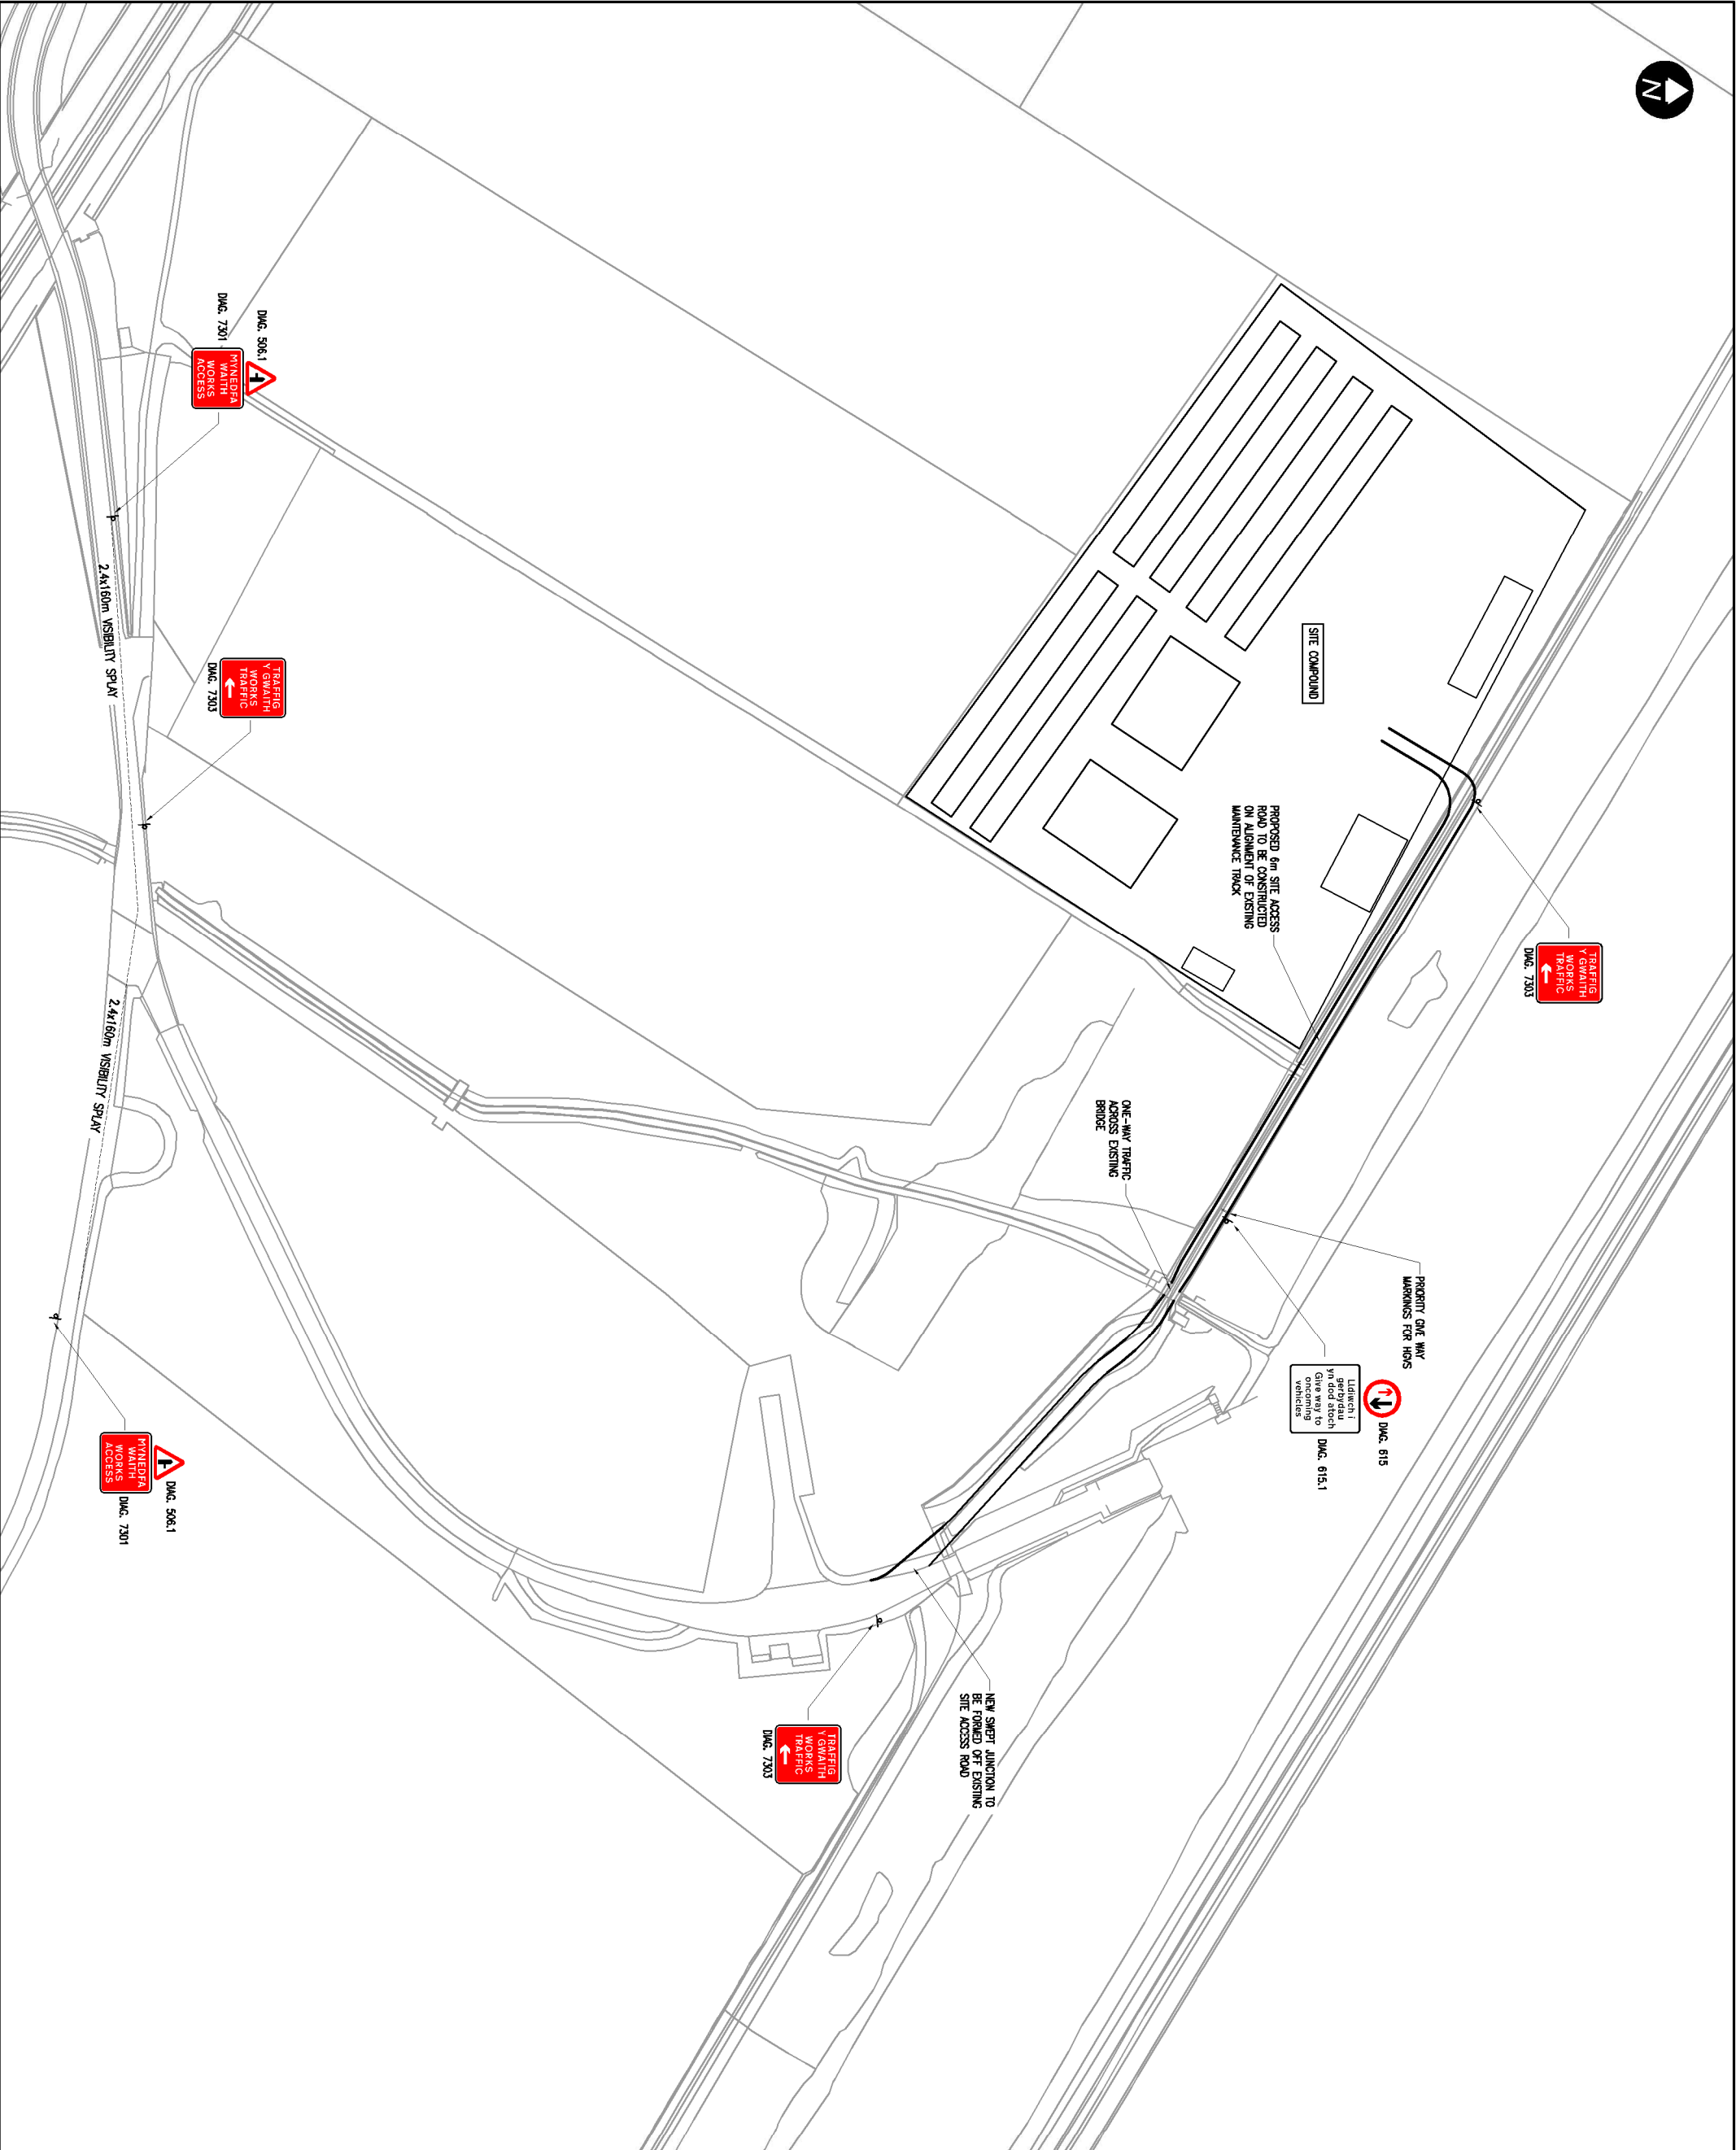 N
DIAG. 506.1
DIAG. 7301
MYNEDFA
WAITH
WORKS
ACCESS
2.4x160m VISIBILITY SPLAY
TRAFFIG
Y GWAITH
WORKS
TRAFFIC
DIAG. 7303
SITE COMPOUND
PROPOSED 6m SITE ACCESS
ROAD TO BE CONSTRUCTED
ON ALIGNMENT OF EXISTING
MAINTENANCE TRACK
TRAFFIG
Y GWAITH
WORKS
TRAFFIC
DIAG. 7303
2.4x160m VISIBILITY SPLAY
ONE-WAY TRAFFIC
ACROSS EXISTING
BRIDGE
PRIORITY GIVE WAY
MARKINGS FOR HGVS
DIAG. 615
Lldiwch i
gerbydau
yn dod atoch
Give way to
oncoming
vehicles
DIAG. 615.1
MYNEDFA
WAITH
WORKS
ACCESS
DIAG. 506.1
DIAG. 7301
NEW SWEPT JUNCTION TO
BE FORMED OFF EXISTING
SITE ACCESS ROAD
TRAFFIG
Y GWAITH
WORKS
TRAFFIC
DIAG. 7303